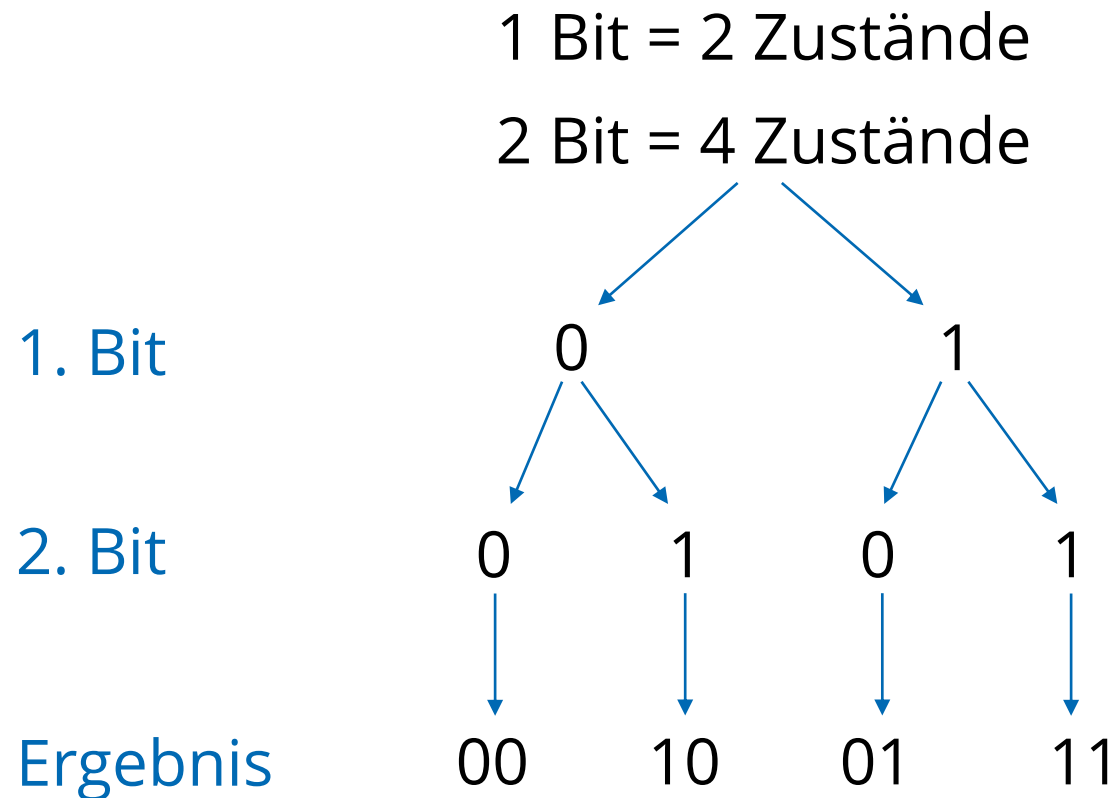 1 Bit = 2 Zustände
2 Bit = 4 Zustände
1. Bit 0 1
2. Bit 0 1 0 1
Ergebnis 00 10 01 11